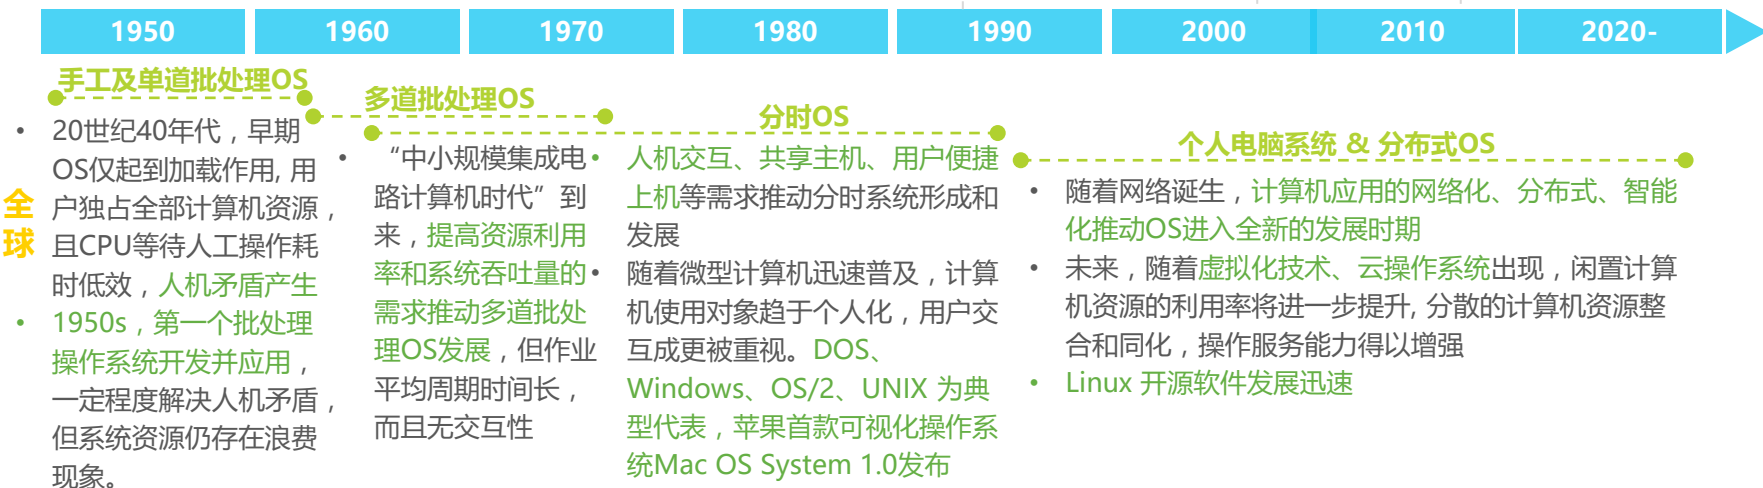 1950 1960 1970 1980 1990 2000 2010 2020-
手工及单道批处理OS
全球
• 20世纪40年代，早期
OS仅起到加载作用, 用
户独占全部计算机资源，
且CPU等待人工操作耗
时低效，人机矛盾产生
• 1950s，第一个批处理
操作系统开发并应用，
一定程度解决人机矛盾，
但系统资源仍存在浪费
现象。
多道批处理OS
• “中小规模集成电
路计算机时代”到
来，提高资源利用
率和系统吞吐量的
需求推动多道批处
理OS发展，但作业
平均周期时间长，
而且无交互性
分时OS
• 人机交互、共享主机、用户便捷
上机等需求推动分时系统形成和
发展
• 随着微型计算机迅速普及，计算
机使用对象趋于个人化，用户交
互成更被重视。DOS、
Windows、OS/2、UNIX 为典
型代表，苹果首款可视化操作系
统Mac OS System 1.0发布
个人电脑系统 & 分布式OS
• 随着网络诞生，计算机应用的网络化、分布式、智能
化推动OS进入全新的发展时期
• 未来，随着虚拟化技术、云操作系统出现，闲置计算
机资源的利用率将进一步提升, 分散的计算机资源整
合和同化，操作服务能力得以增强
• Linux 开源软件发展迅速